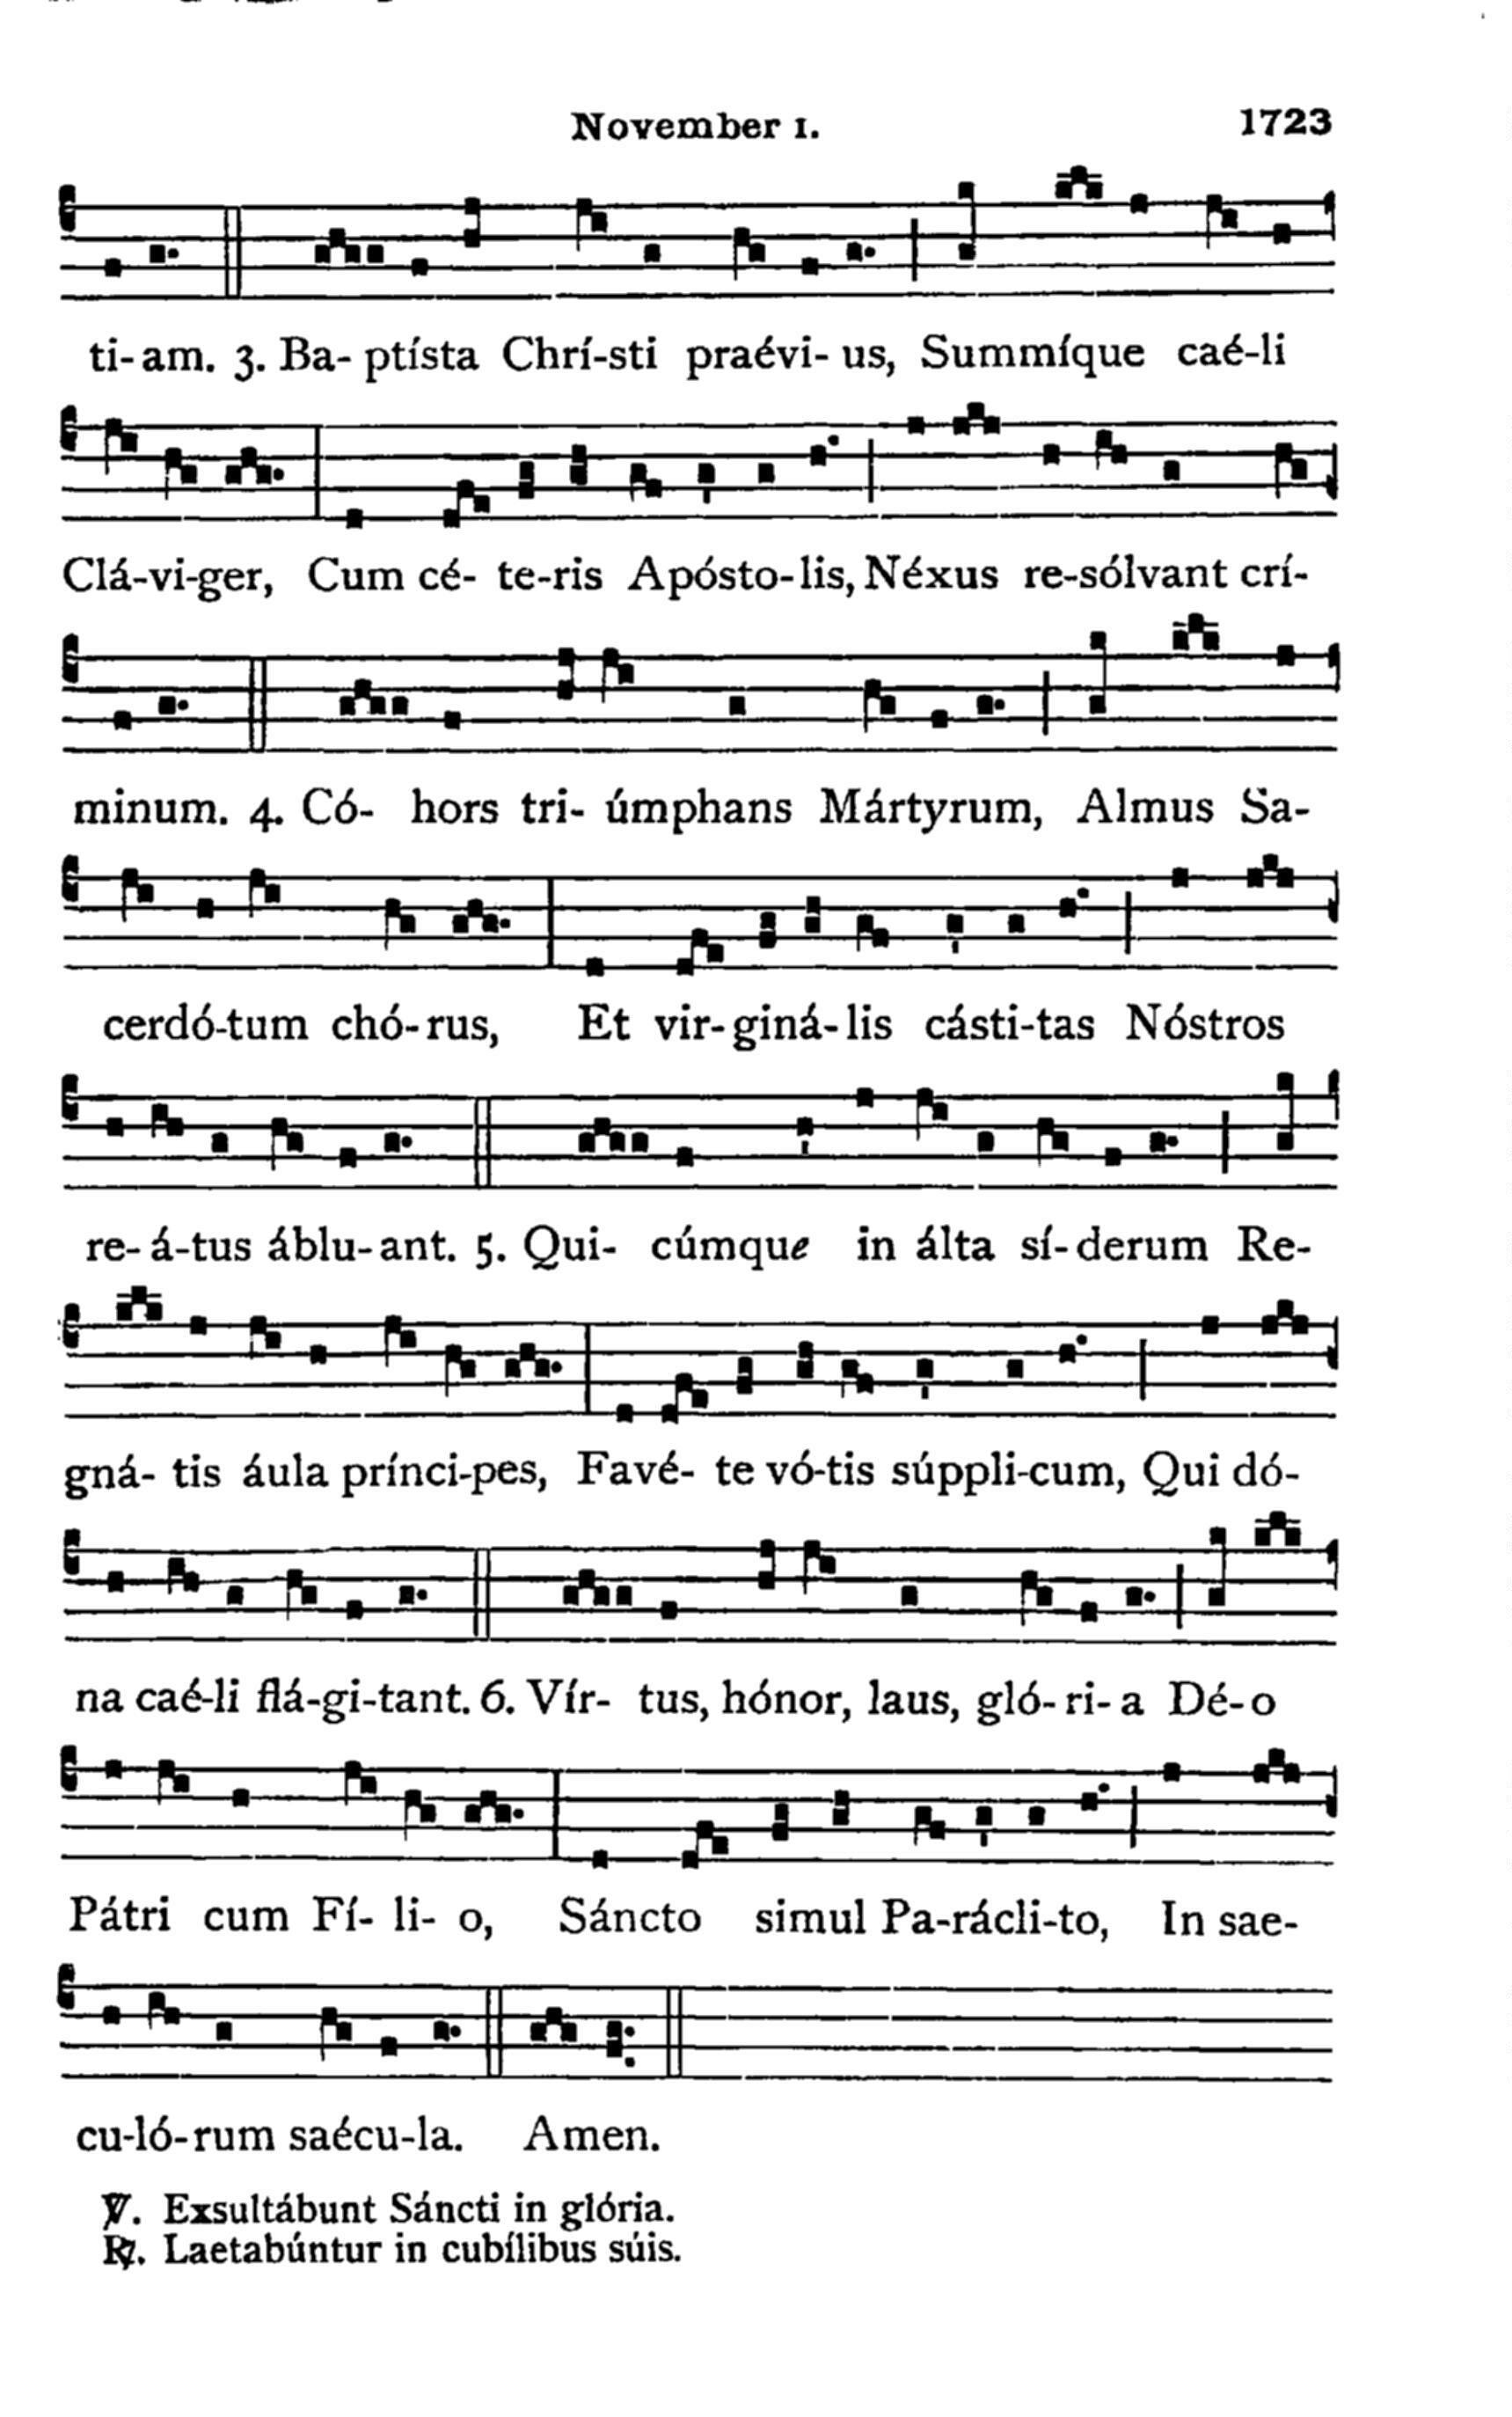 November 1. 1723
ti-am. 3. Ba- ptísta Chrí-sti praévi- us, Summíque caé-li
Clá-vi-ger, Cum cé- te-ris Apósto-lis, Néxus re-sólvant crí-
minum. 4. Có- hors tri- úmphans Mártyrum, Almus Sa-
cerdó-tum chó-rus, Et vir-giná-lis cásti-tas Nóstros
re-á-tus áblu-ant. 5. Qui- cúmque in álta sí-derum Re-
gná- tis áula prínci-pes, Favé- te vó-tis súppli-cum, Qui dó-
na caé-li flá-gi-tant. 6. Vír- tus, hónor, laus, gló-ri-a Dé-o
Pátri cum Fí- li- o, Sáncto simul Pa-rácli-to, In sae-
cu-ló-rum saécu-la. Amen.
℣. Exsultábunt Sáncti in glória.
℟. Laetabúntur in cubílibus súis.